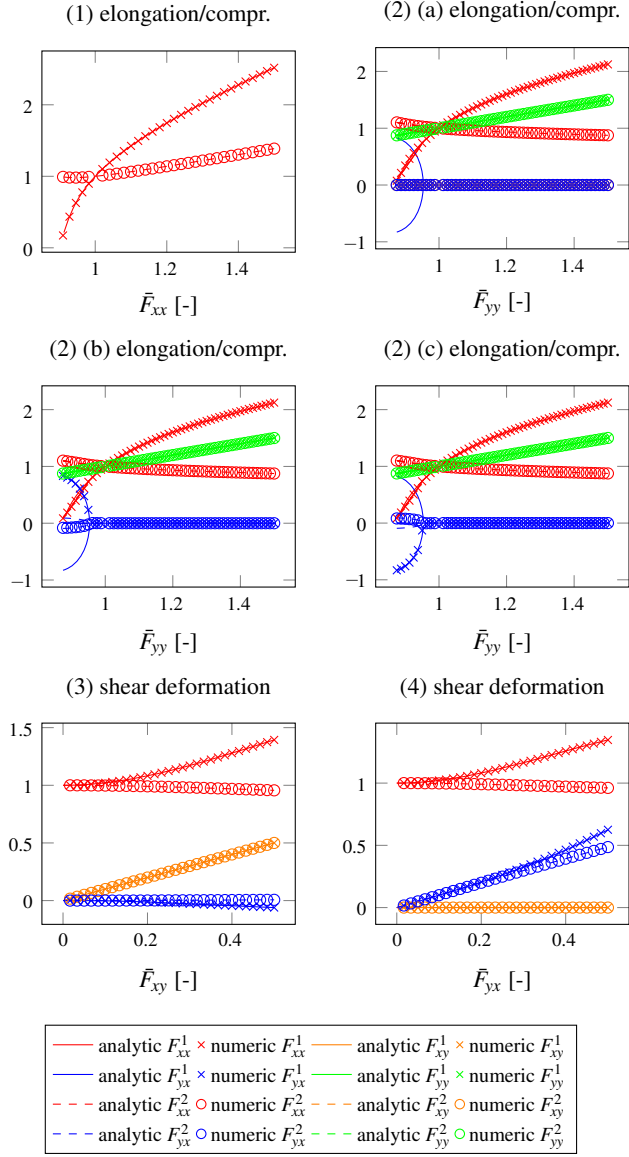 (1) elongation/compr.
(2) (a) elongation/compr.
2
1
0
1
1.2
1.4
F̄xx [-]
2
1
0
−1
1
1.2
1.4
F̄yy [-]
(2) (b) elongation/compr.
(2) (c) elongation/compr.
2
1
0
−1
1
1.2
1.4
F̄yy [-]
2
1
0
−1
1
1.2
1.4
F̄yy [-]
(3) shear deformation
(4) shear deformation
1.5
1
0.5
0
0
0.2
0.4
F̄xy [-]
1
0.5
0
0
0.2
0.4
F̄yx [-]
analytic F¹xx × numeric F¹xx analytic F¹xy × numeric F¹xy
analytic F¹yx × numeric F¹yx analytic F¹yy × numeric F¹yy
analytic F²xx numeric F²xx analytic F²xy numeric F²xy
analytic F²yx numeric F²yx analytic F²yy numeric F²yy